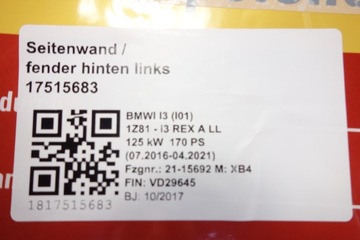 Seitenwand /
fender hinten links
17515683
BMWI I3 (I01)
1Z81 - i3 REX A LL
125 kW 170 PS
(07.2016-04.2021)
Fzgnr.: 21-15692 M: XB4
FIN: VD29645
BJ: 10/2017
1817515683